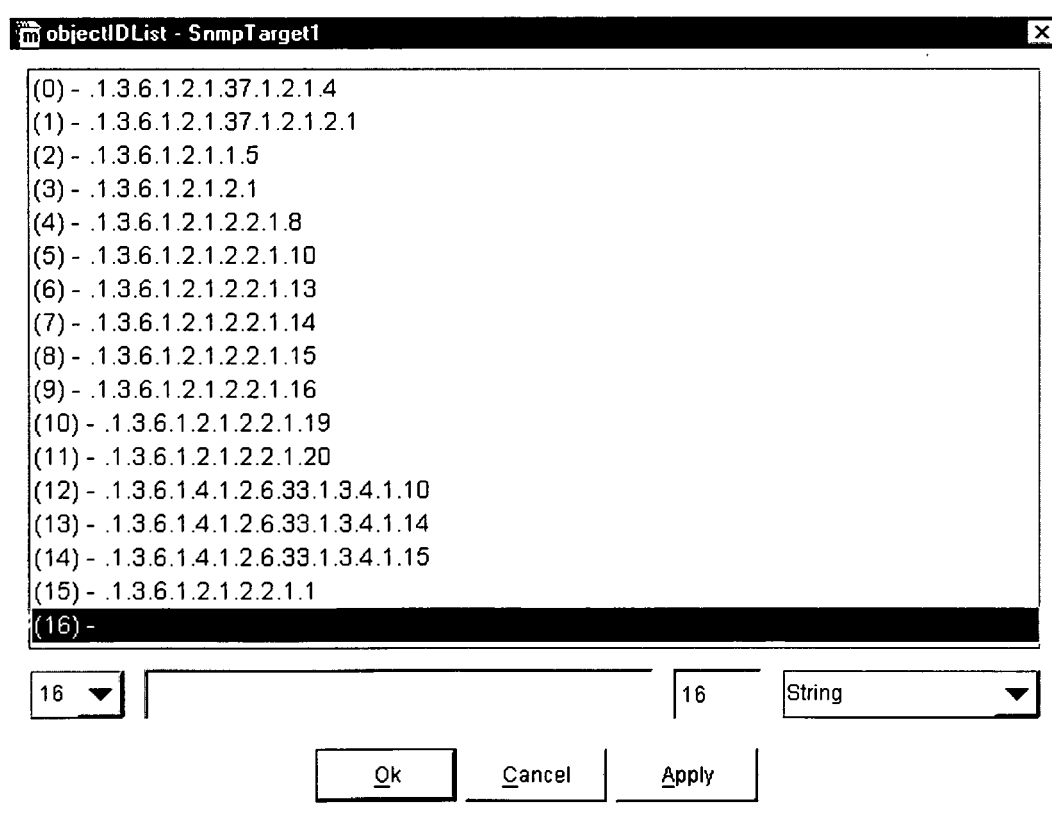 objectIDList - SnmpTarget1
(0) - .1.3.6.1.2.1.37.1.2.1.4
(1) - .1.3.6.1.2.1.37.1.2.1.2.1
(2) - .1.3.6.1.2.1.1.5
(3) - .1.3.6.1.2.1.2.1
(4) - .1.3.6.1.2.1.2.2.1.8
(5) - .1.3.6.1.2.1.2.2.1.10
(6) - .1.3.6.1.2.1.2.2.1.13
(7) - .1.3.6.1.2.1.2.2.1.14
(8) - .1.3.6.1.2.1.2.2.1.15
(9) - .1.3.6.1.2.1.2.2.1.16
(10) - .1.3.6.1.2.1.2.2.1.19
(11) - .1.3.6.1.2.1.2.2.1.20
(12) - .1.3.6.1.4.1.2.6.33.1.3.4.1.10
(13) - .1.3.6.1.4.1.2.6.33.1.3.4.1.14
(14) - .1.3.6.1.4.1.2.6.33.1.3.4.1.15
(15) - .1.3.6.1.2.1.2.2.1.1
(16) -
16 16 String
Ok Cancel Apply